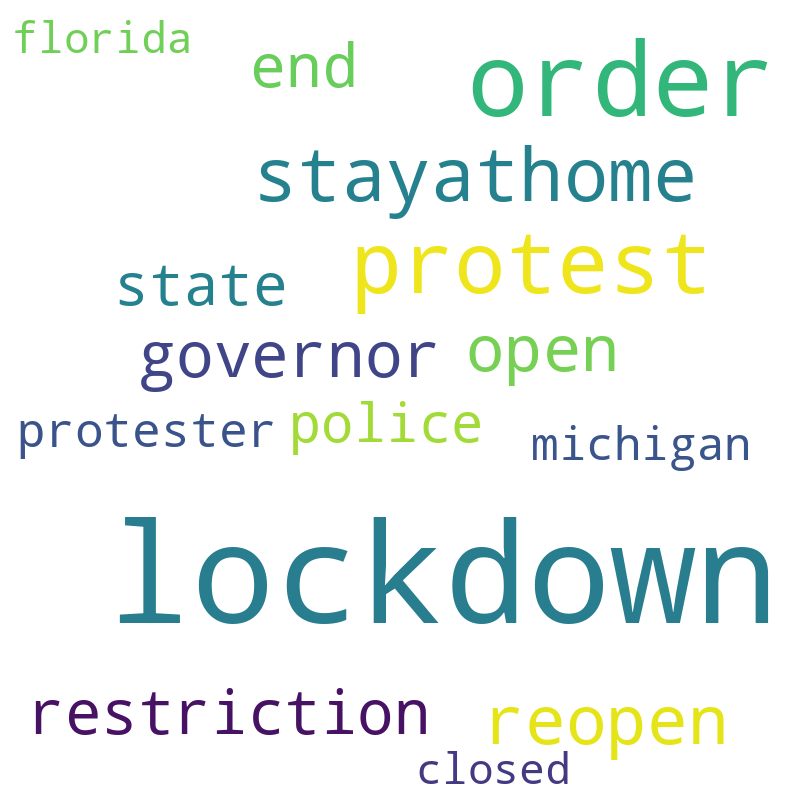 florida
end
order
stayathome
protest
state
governor
open
protester
police
michigan
lockdown
restriction
reopen
closed